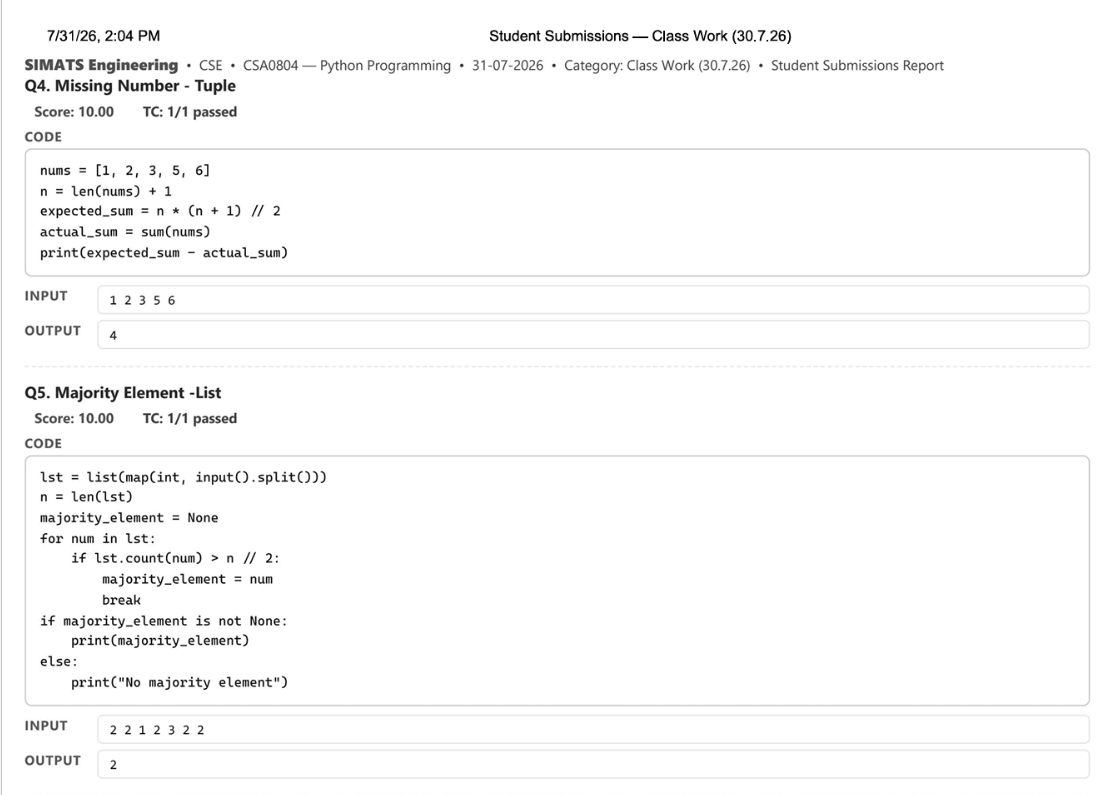 7/31/26, 2:04 PM Student Submissions — Class Work (30.7.26)
SIMATS Engineering • CSE • CSA0804 — Python Programming • 31-07-2026 • Category: Class Work (30.7.26) • Student Submissions Report
Q4. Missing Number - Tuple
Score: 10.00 TC: 1/1 passed
CODE
nums = [1, 2, 3, 5, 6]
n = len(nums) + 1
expected_sum = n * (n + 1) // 2
actual_sum = sum(nums)
print(expected_sum - actual_sum)
INPUT 1 2 3 5 6
OUTPUT 4
Q5. Majority Element -List
Score: 10.00 TC: 1/1 passed
CODE
lst = list(map(int, input().split()))
n = len(lst)
majority_element = None
for num in lst:
    if lst.count(num) > n // 2:
        majority_element = num
        break
if majority_element is not None:
    print(majority_element)
else:
    print("No majority element")
INPUT 2 2 1 2 3 2 2
OUTPUT 2